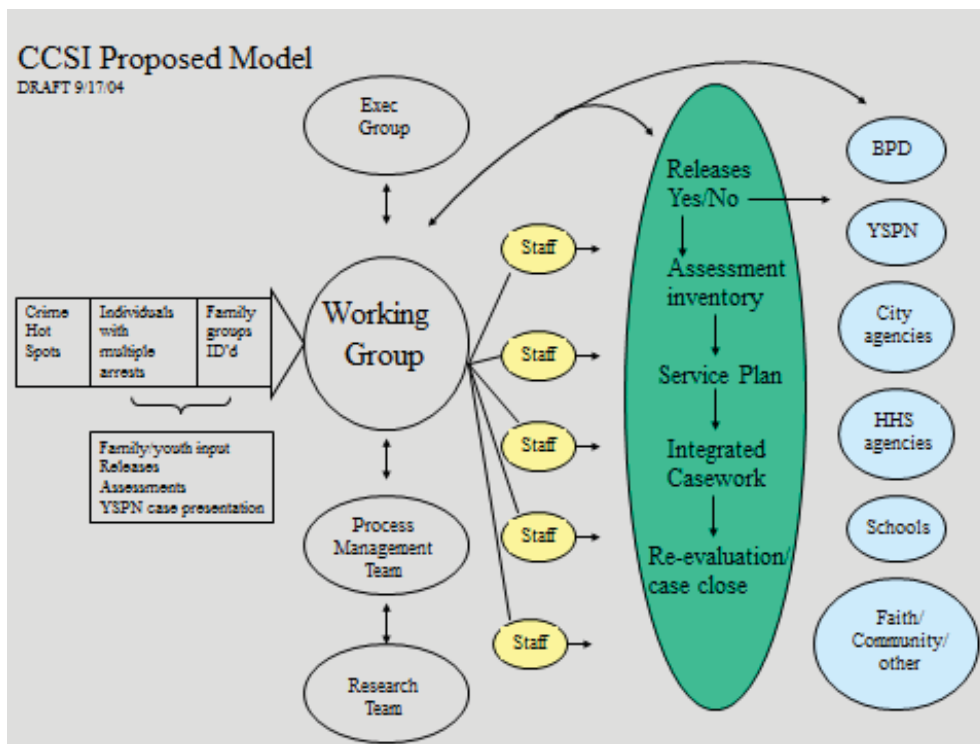 CCSI Proposed Model
DRAFT 9/17/04
Exec
Group
Working
Group
Crime
Hot
Spots
Individuals
with
multiple
arrests
Family
groups
ID'd
Family/youth input
Releases
Assessments
YSPN case presentation
Process
Management
Team
Research
Team
Staff
Staff
Staff
Staff
Staff
Releases
Yes/No
Assessment
inventory
Service Plan
Integrated
Casework
Re-evaluation/
case close
BPD
YSPN
City
agencies
HHS
agencies
Schools
Faith/
Community/
other